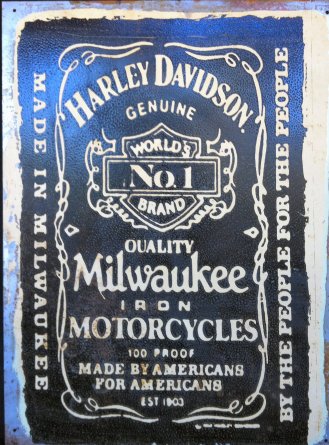 HARLEY DAVIDSON
GENUINE
WORLD'S
No. 1
BRAND
QUALITY
Milwaukee
IRON
MOTORCYCLES
100 PROOF
MADE BY AMERICANS
FOR AMERICANS
EST 1903
MADE IN MILWAUKEE
BY THE PEOPLE FOR THE PEOPLE